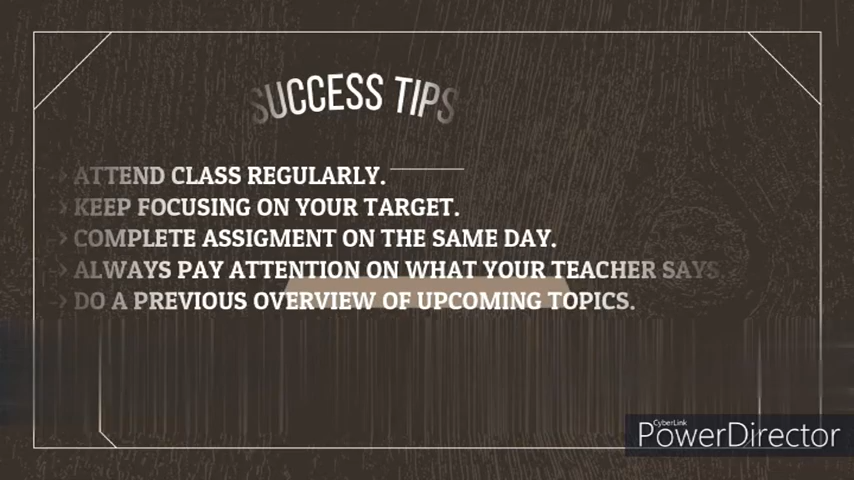 SUCCESS TIPS
ATTEND CLASS REGULARLY.
KEEP FOCUSING ON YOUR TARGET.
COMPLETE ASSIGMENT ON THE SAME DAY.
ALWAYS PAY ATTENTION ON WHAT YOUR TEACHER SAYS.
DO A PREVIOUS OVERVIEW OF UPCOMING TOPICS.
CyberLink
PowerDirector